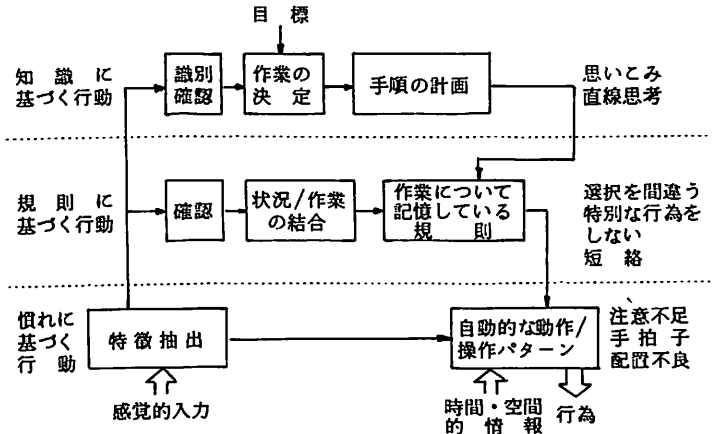 目 標
知 識 に
基づく行動
識別
確認
作業の
決 定
手順の計画
思いこみ
直線思考
規 則 に
基づく行動
確認
状況/作業
の結合
作業について
記憶している
規 則
選択を間違う
特別な行為を
しない
短 絡
慣れに
基づく
行 動
特徴抽出
自動的な動作/
操作パターン
注意不足
手 拍 子
配置不良
感覚的入力
時間・空間
的 情 報
行為